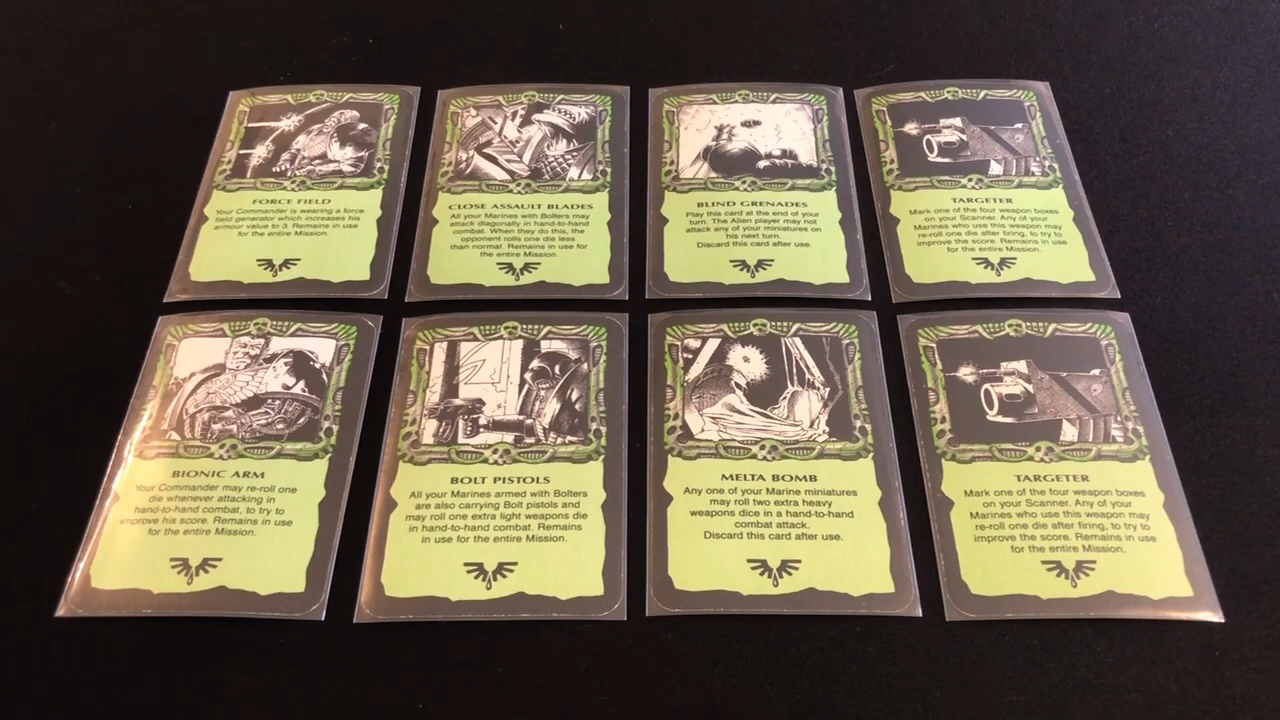 FORCE FIELD
Your Commander is wearing a force
field generator which increases his
armour value to 3. Remains in use
for the entire Mission.
CLOSE ASSAULT BLADES
All your Marines with Bolters may
attack diagonally in hand-to-hand
combat. When they do this, the
opponent rolls one die less
than normal. Remains in use for
the entire Mission.
BLIND GRENADES
Play this card at the end of your
turn. The Alien player may not
attack any of your miniatures on
his next turn.
Discard this card after use.
TARGETER
Mark one of the four weapon boxes
on your Scanner. Any of your
Marines who use this weapon may
re-roll one die after firing, to try to
improve the score. Remains in use
for the entire Mission.
BIONIC ARM
Your Commander may re-roll one
die whenever attacking in
hand-to-hand combat, to try to
improve his score. Remains in use
for the entire Mission.
BOLT PISTOLS
All your Marines armed with Bolters
are also carrying Bolt pistols and
may roll one extra light weapons die
in hand-to-hand combat. Remains
in use for the entire Mission.
MELTA BOMB
Any one of your Marine miniatures
may roll two extra heavy
weapons dice in a hand-to-hand
combat attack.
Discard this card after use.
TARGETER
Mark one of the four weapon boxes
on your Scanner. Any of your
Marines who use this weapon may
re-roll one die after firing, to try to
improve the score. Remains in use
for the entire Mission.